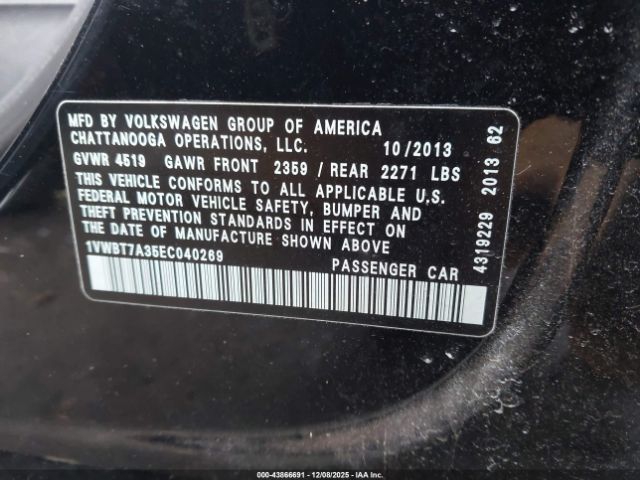 MFD BY VOLKSWAGEN GROUP OF AMERICA
CHATTANOOGA OPERATIONS, LLC. 10/2013
GVWR 4519 GAWR FRONT 2359 / REAR 2271 LBS
THIS VEHICLE CONFORMS TO ALL APPLICABLE U.S.
FEDERAL MOTOR VEHICLE SAFETY, BUMPER AND
THEFT PREVENTION STANDARDS IN EFFECT ON
THE DATE OF MANUFACTURE SHOWN ABOVE
1VWBT7A35EC040269 PASSENGER CAR
4319229 2013 62
000-43866691 - 12/08/2025 - IAA Inc.